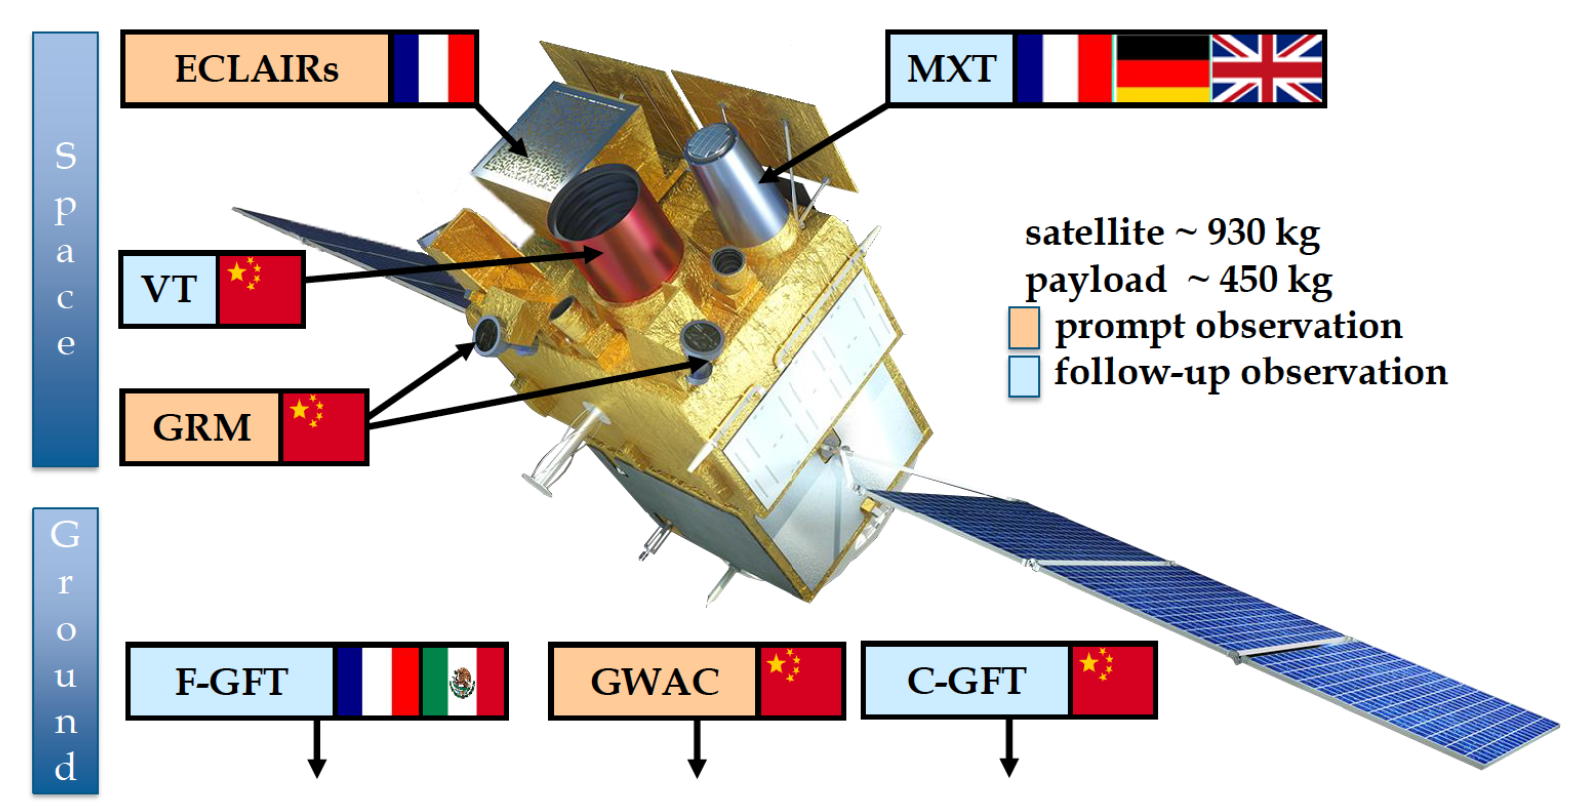 Space
ECLAIRs
MXT
VT
GRM
satellite ~ 930 kg
payload ~ 450 kg
prompt observation
follow-up observation
Ground
F-GFT
GWAC
C-GFT